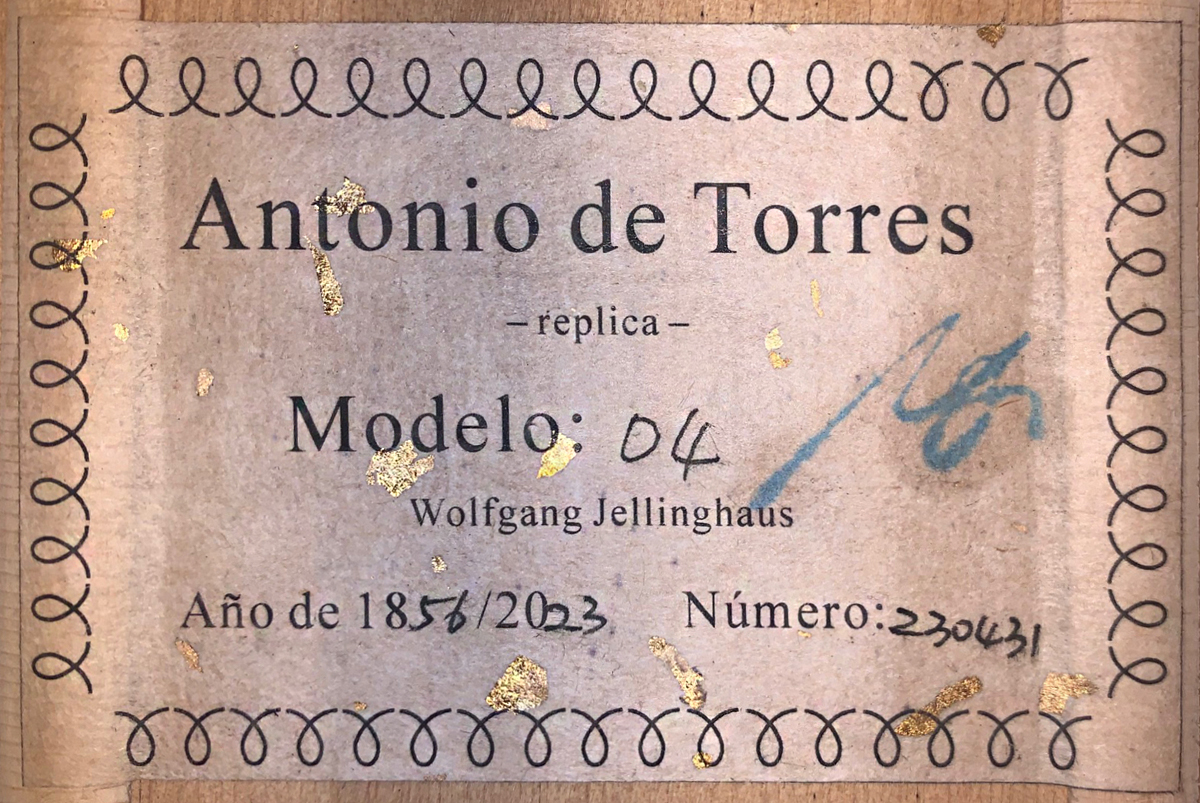 Antonio de Torres
– replica –
Modelo: 04
Wolfgang Jellinghaus
Año de 1856/2023 Número: 230431